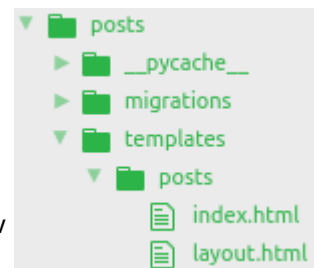 posts
__pycache__
migrations
templates
posts
index.html
layout.html